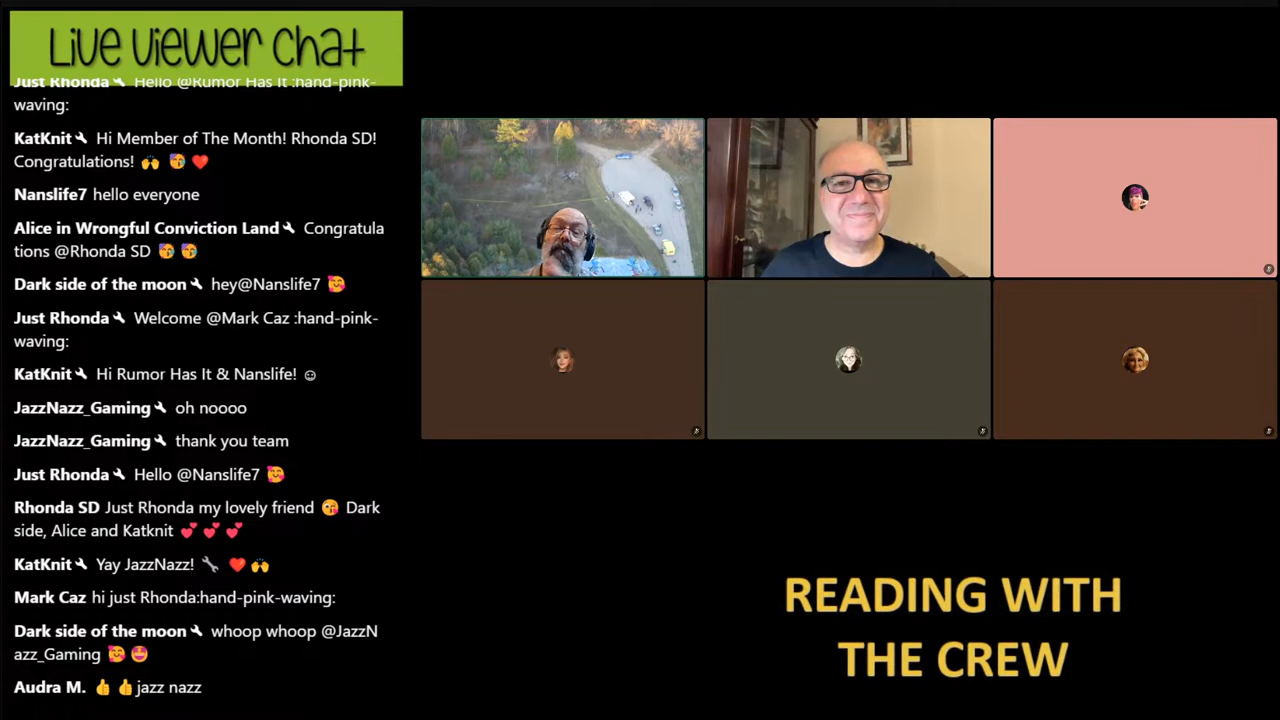 Live Viewer Chat
Just Rhonda Hello @Rumor Has It :hand-pink-
waving:
KatKnit Hi Member of The Month! Rhonda SD!
Congratulations! 🙌 🥳 ❤️
Nanslife7 hello everyone
Alice in Wrongful Conviction Land Congratula
tions @Rhonda SD 🥳 🥳
Dark side of the moon hey@Nanslife7 🥰
Just Rhonda Welcome @Mark Caz :hand-pink-
waving:
KatKnit Hi Rumor Has It & Nanslife! ☺
JazzNazz_Gaming oh noooo
JazzNazz_Gaming thank you team
Just Rhonda Hello @Nanslife7 🥰
Rhonda SD Just Rhonda my lovely friend 😘 Dark
side, Alice and Katknit 💕 💕 💕
KatKnit Yay JazzNazz! 🔧 ❤️ 🙌
Mark Caz hi just Rhonda:hand-pink-waving:
Dark side of the moon whoop whoop @JazzN
azz_Gaming 🥰 🤩
Audra M. 👍 👍jazz nazz
READING WITH
THE CREW